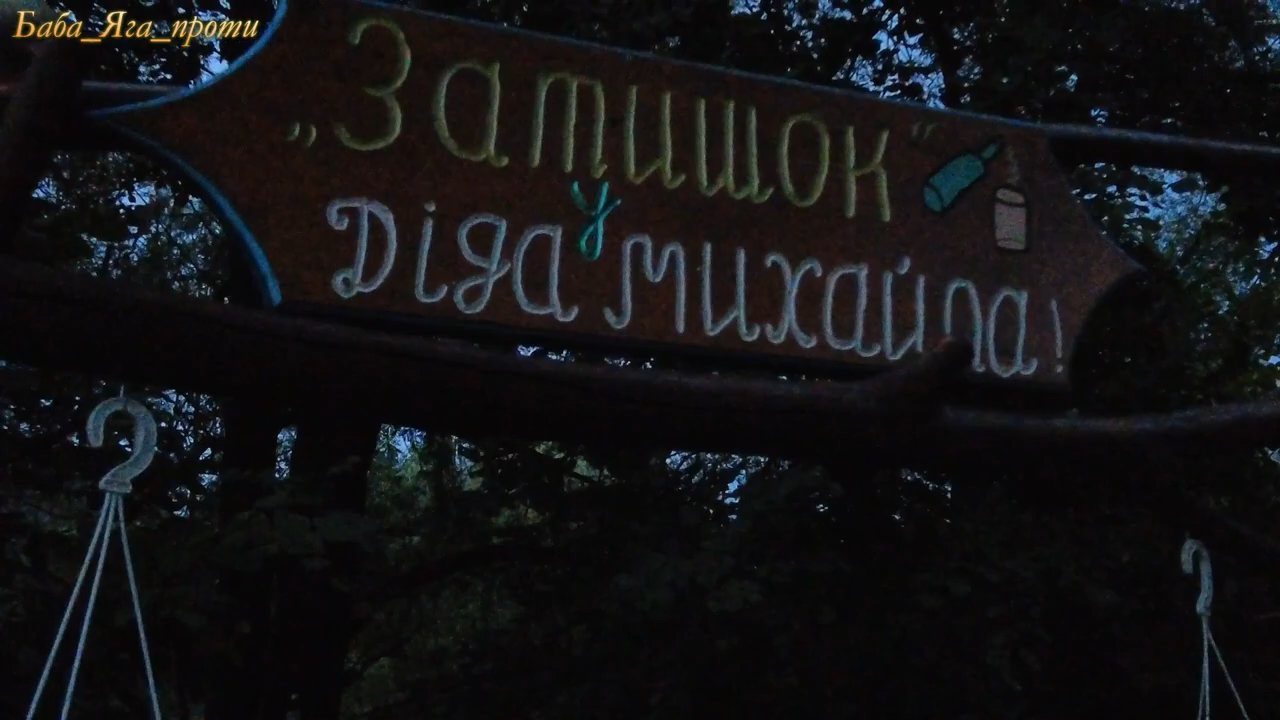 Баба_Яга_проти
„Затишок"
у
Діда Михайла!